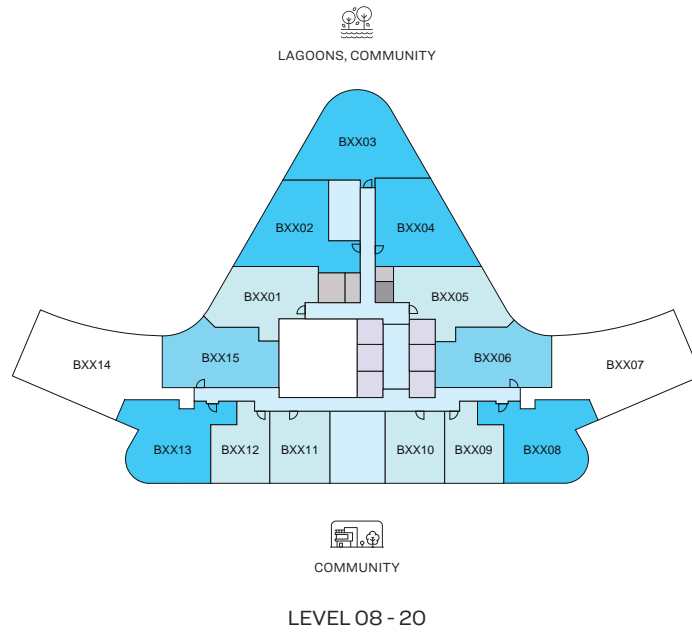 LAGOONS, COMMUNITY
BXX03
BXX02
BXX04
BXX01
BXX05
BXX14
BXX15
BXX06
BXX07
BXX13
BXX12
BXX11
BXX10
BXX09
BXX08
COMMUNITY
LEVEL 08 - 20